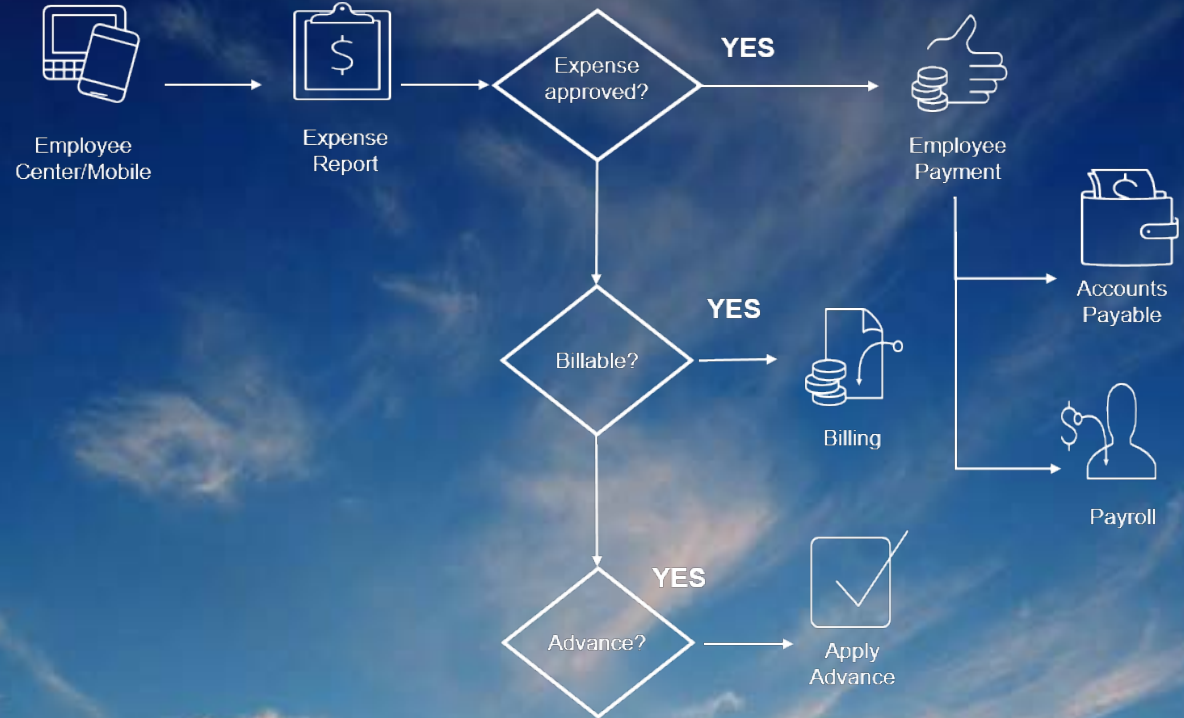 Employee
Center/Mobile
$
Expense
Report
Expense
approved?
YES
Employee
Payment
$
Accounts
Payable
Billable?
YES
Billing
$
Payroll
Advance?
YES
Apply
Advance